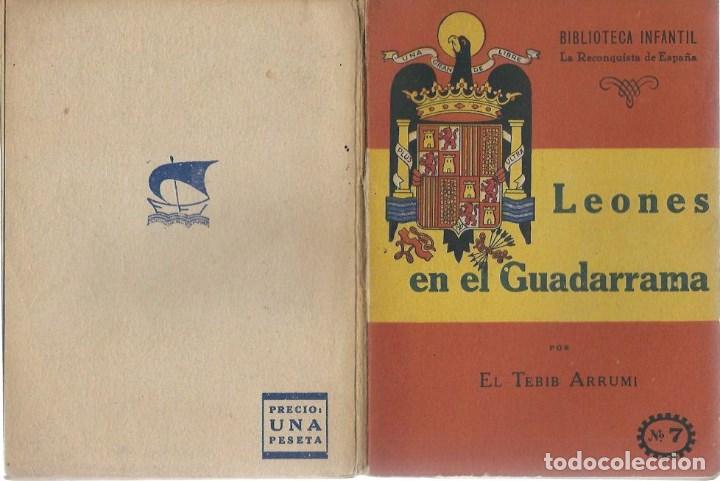 PRECIO:
UNA
PESETA
BIBLIOTECA INFANTIL
La Reconquista de España
UNA GRANDE LIBRE
PLUS ULTRA
Leones
en el Guadarrama
POR
EL TEBIB ARRUMI
Nº 7
todocoleccion.net